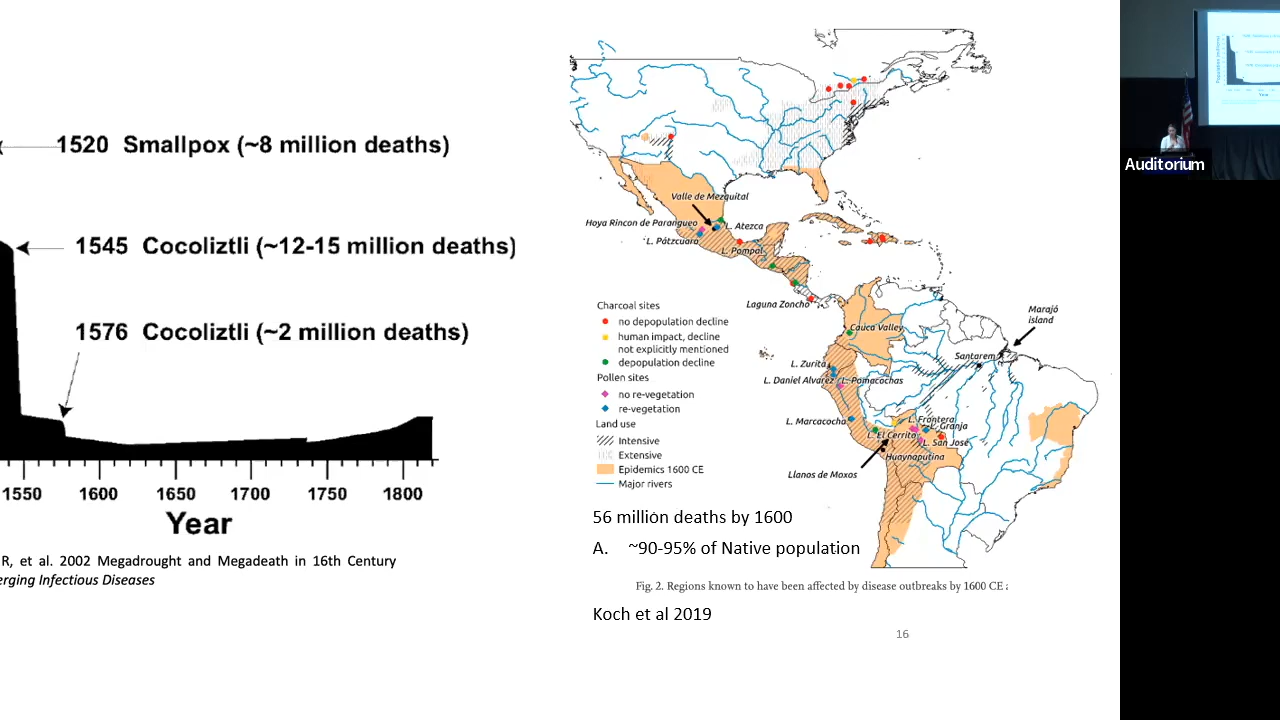 1520 Smallpox (~8 million deaths)
1545 Cocoliztli (~12-15 million deaths)
1576 Cocoliztli (~2 million deaths)
1550 1600 1650 1700 1750 1800
Year
R, et al. 2002 Megadrought and Megadeath in 16th Century
erging Infectious Diseases
Valle de Mezquital
Hoya Rincon de Parangueo
L. Atezca
L. Pátzcuaro
L. Pompal
Laguna Zoncho
Cauca Valley
Marajó
island
Santarem
L. Zurita
L. Daniel Alvarez
L. Pomacochas
L. Marcacocha
L. Frontera
L. Granja
L. El Cerrito
L. San José
Huaynaputina
Llanos de Moxos
Charcoal sites
no depopulation decline
human impact, decline
not explicitly mentioned
depopulation decline
Pollen sites
no re-vegetation
re-vegetation
Land use
Intensive
Extensive
Epidemics 1600 CE
Major rivers
56 million deaths by 1600
A. ~90-95% of Native population
Fig. 2. Regions known to have been affected by disease outbreaks by 1600 CE
Koch et al 2019
16
Auditorium
Year